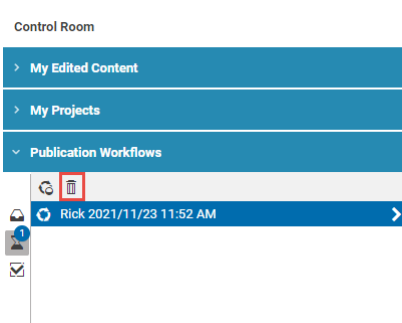 Control Room
My Edited Content
My Projects
Publication Workflows
Rick 2021/11/23 11:52 AM
1